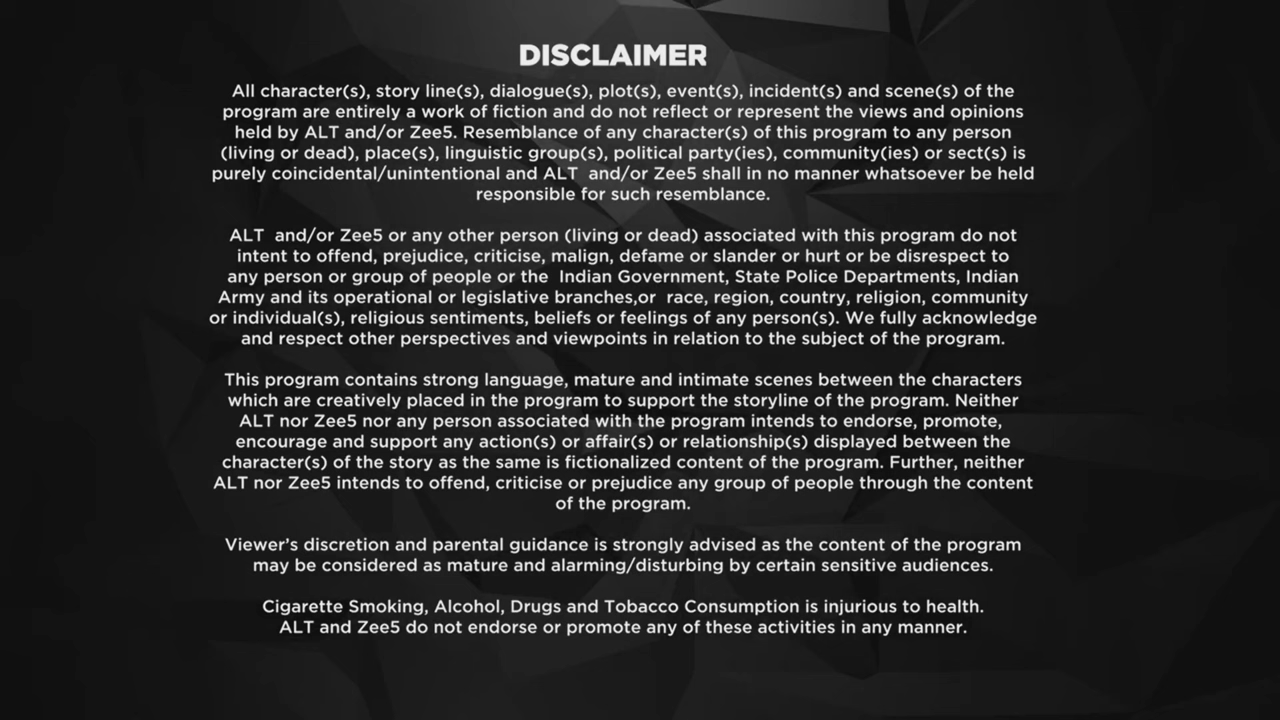 DISCLAIMER
All character(s), story line(s), dialogue(s), plot(s), event(s), incident(s) and scene(s) of the
program are entirely a work of fiction and do not reflect or represent the views and opinions
held by ALT and/or Zee5. Resemblance of any character(s) of this program to any person
(living or dead), place(s), linguistic group(s), political party(ies), community(ies) or sect(s) is
purely coincidental/unintentional and ALT  and/or Zee5 shall in no manner whatsoever be held
responsible for such resemblance.
ALT  and/or Zee5 or any other person (living or dead) associated with this program do not
intent to offend, prejudice, criticise, malign, defame or slander or hurt or be disrespect to
any person or group of people or the  Indian Government, State Police Departments, Indian
Army and its operational or legislative branches,or  race, region, country, religion, community
or individual(s), religious sentiments, beliefs or feelings of any person(s). We fully acknowledge
and respect other perspectives and viewpoints in relation to the subject of the program.
This program contains strong language, mature and intimate scenes between the characters
which are creatively placed in the program to support the storyline of the program. Neither
ALT nor Zee5 nor any person associated with the program intends to endorse, promote,
encourage and support any action(s) or affair(s) or relationship(s) displayed between the
character(s) of the story as the same is fictionalized content of the program. Further, neither
ALT nor Zee5 intends to offend, criticise or prejudice any group of people through the content
of the program.
Viewer's discretion and parental guidance is strongly advised as the content of the program
may be considered as mature and alarming/disturbing by certain sensitive audiences.
Cigarette Smoking, Alcohol, Drugs and Tobacco Consumption is injurious to health.
ALT and Zee5 do not endorse or promote any of these activities in any manner.